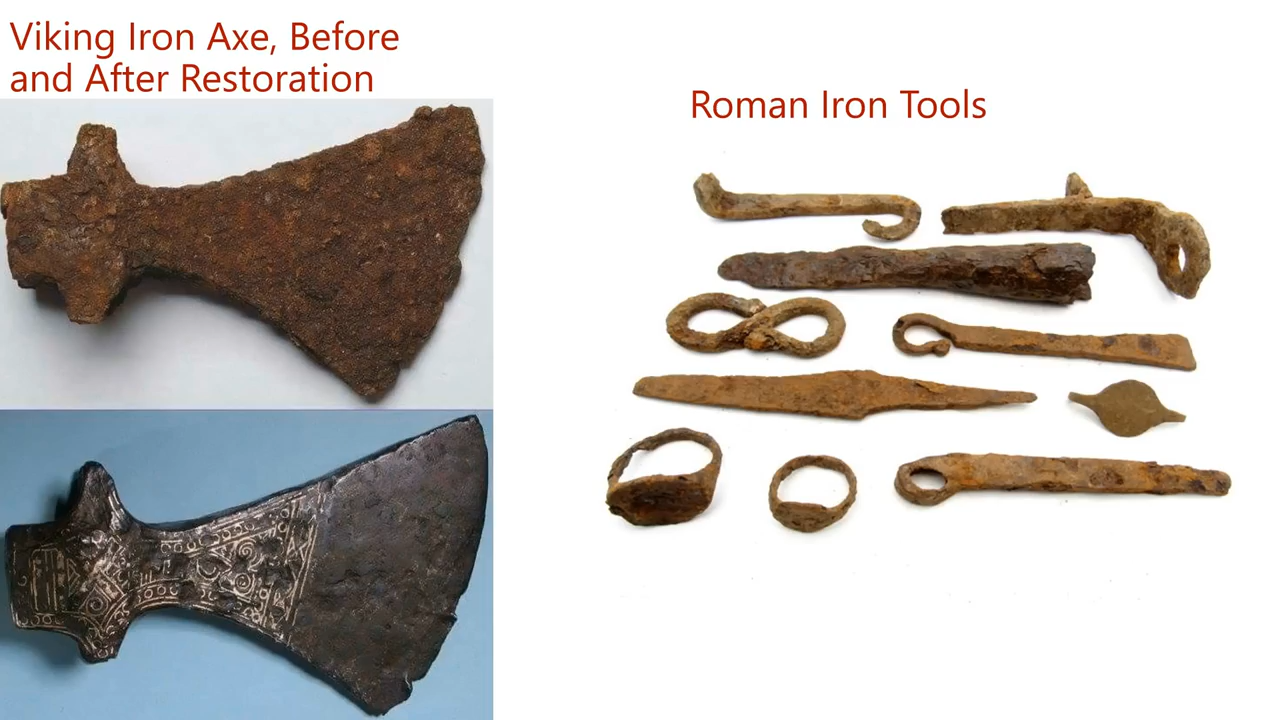 Viking Iron Axe, Before
and After Restoration
Roman Iron Tools